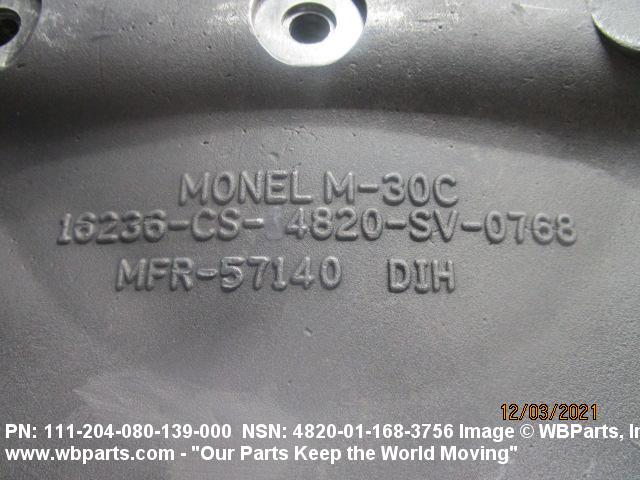 MONEL M-30C
16236-CS- 4820-SV-0768
MFR-57140 DIH
12/03/2021
PN: 111-204-080-139-000 NSN: 4820-01-168-3756 Image © WBParts, In
www.wbparts.com - "Our Parts Keep the World Moving"